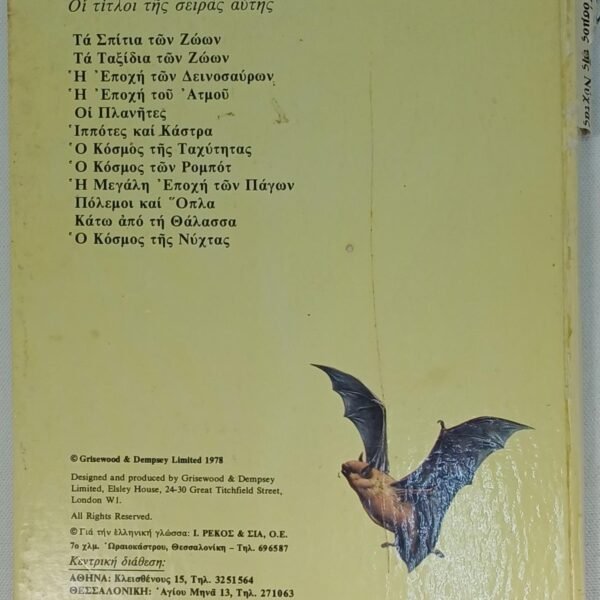 Οἱ τίτλοι τῆς σειρᾶς αὐτῆς
Τά Σπίτια τῶν Ζώων
Τά Ταξίδια τῶν Ζώων
Ἡ Ἐποχή τῶν Δεινοσαύρων
Ἡ Ἐποχή τοῦ Ἀτμοῦ
Οἱ Πλανῆτες
Ἱππότες καί Κάστρα
Ὁ Κόσμος τῆς Ταχύτητας
Ὁ Κόσμος τῶν Ρομπότ
Ἡ Μεγάλη Ἐποχή τῶν Πάγων
Πόλεμοι καί Ὅπλα
Κάτω ἀπό τή Θάλασσα
Ὁ Κόσμος τῆς Νύχτας
© Grisewood & Dempsey Limited 1978
Designed and produced by Grisewood & Dempsey
Limited, Elsley House, 24-30 Great Titchfield Street,
London W1.
All Rights Reserved.
© Γιά τήν ἑλληνική γλώσσα: Ι. ΡΕΚΟΣ & ΣΙΑ, Ο.Ε.
7ο χλμ. Ὡραιοκάστρου, Θεσσαλονίκη – Τηλ. 696587
Κεντρική διάθεση:
ΑΘΗΝΑ: Κλεισθένους 15, Τηλ. 3251564
ΘΕΣΣΑΛΟΝΙΚΗ: Ἁγίου Μηνᾶ 13, Τηλ. 271063
της Νύχτας